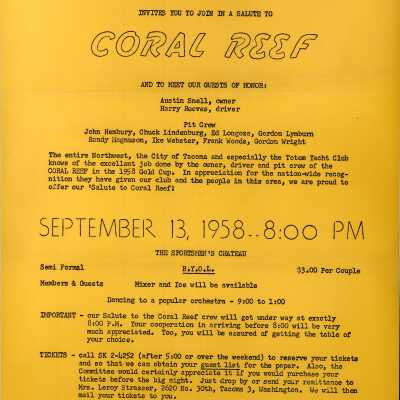 INVITES YOU TO JOIN IN A SALUTE TO
CORAL REEF
AND TO MEET OUR GUESTS OF HONOR:
Austin Snell, owner
Harry Reeves, driver
Pit Crew
John Hembury, Chuck Lindenburg, Ed Longosz, Gordon Lynburn
Randy Hagnason, Ike Webster, Frank Woods, Gordon Wright
The entire Northwest, the City of Tacoma and especially the Totem Yacht Club
knows of the excellent job done by the owner, driver and pit crew of the
CORAL REEF in the 1958 Gold Cup. In appreciation for the nation-wide recog-
nition they have given our club and the people in this area, we are proud to
offer our 'Salute to Coral Reef!
SEPTEMBER 13, 1958..8:00 PM
THE SPORTSMEN'S CHATEAU
Semi Formal B.Y.O.L. $3.00 Per Couple
Members & Guests Mixer and Ice will be available
Dancing to a popular orchestra - 9:00 to 1:00
IMPORTANT - our Salute to the Coral Reef crew will get under way at exactly
8:00 P.M. Your cooperation in arriving before 8:00 will be very
much appreciated. Too, you will be assured of getting the table of
your choice.
TICKETS - call SK 2-4252 (after 5:00 or over the weekend) to reserve your tickets
and so that we can obtain your guest list for the paper. Also, the
Committee would certainly appreciate it if you would purchase your
tickets before the big night. Just drop by or send your remittance to
Mrs. Leroy Strasser, 2620 No. 30th, Tacoma 3, Washington. We will then
mail your tickets to you.